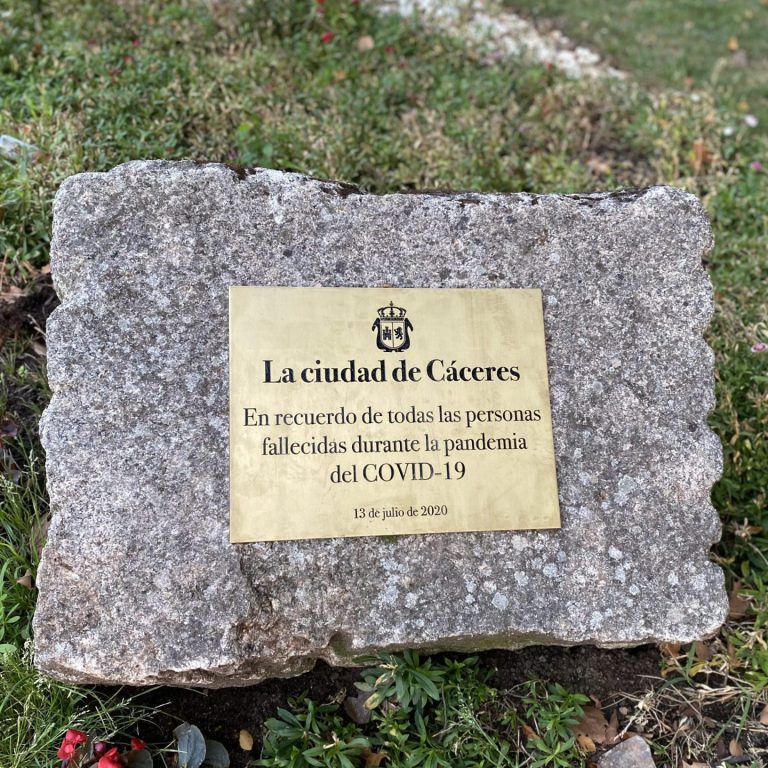 La ciudad de Cáceres
En recuerdo de todas las personas
fallecidas durante la pandemia
del COVID-19
13 de julio de 2020